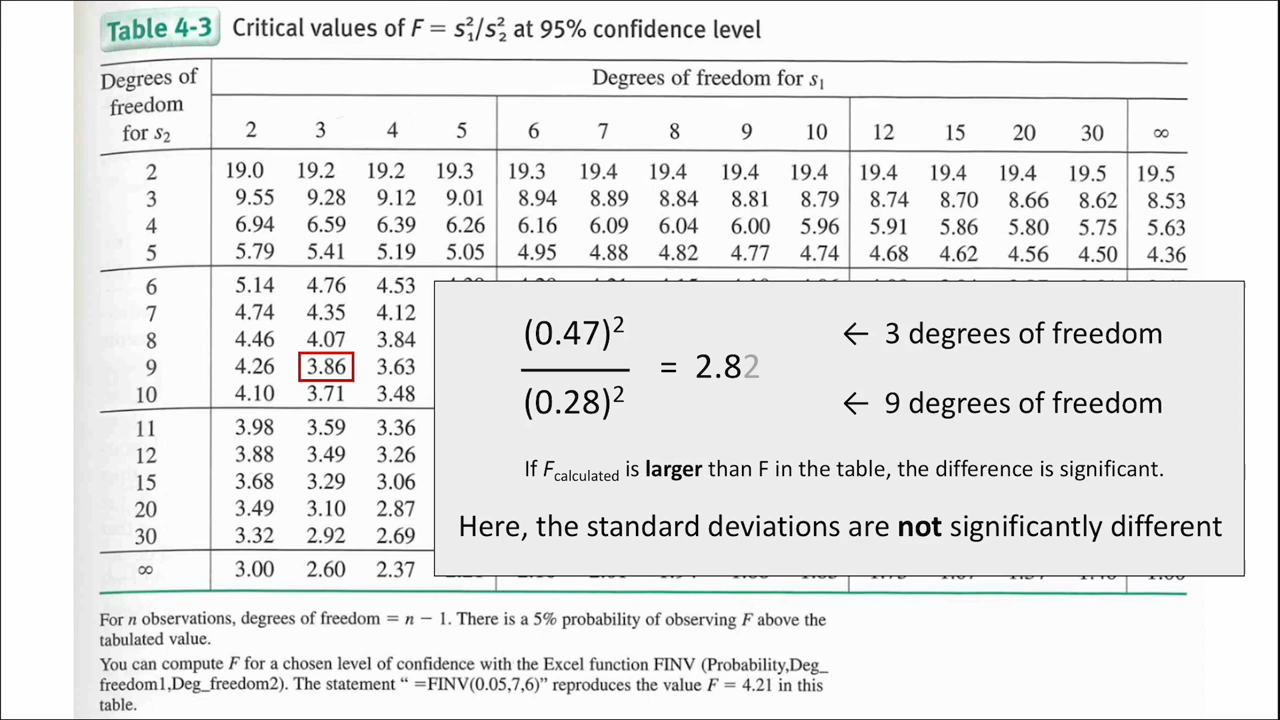 Table 4-3 Critical values of F = s₁²/s₂² at 95% confidence level
Degrees of freedom for s₂
Degrees of freedom for s₁
2 3 4 5 6 7 8 9 10 12 15 20 30 ∞
2 19.0 19.2 19.2 19.3 19.3 19.4 19.4 19.4 19.4 19.4 19.4 19.4 19.5 19.5
3 9.55 9.28 9.12 9.01 8.94 8.89 8.84 8.81 8.79 8.74 8.70 8.66 8.62 8.53
4 6.94 6.59 6.39 6.26 6.16 6.09 6.04 6.00 5.96 5.91 5.86 5.80 5.75 5.63
5 5.79 5.41 5.19 5.05 4.95 4.88 4.82 4.77 4.74 4.68 4.62 4.56 4.50 4.36
6 5.14 4.76 4.53
7 4.74 4.35 4.12
8 4.46 4.07 3.84
9 4.26 3.86 3.63
10 4.10 3.71 3.48
11 3.98 3.59 3.36
12 3.88 3.49 3.26
15 3.68 3.29 3.06
20 3.49 3.10 2.87
30 3.32 2.92 2.69
∞ 3.00 2.60 2.37
(0.47)² ← 3 degrees of freedom
= 2.82
(0.28)² ← 9 degrees of freedom
If Fcalculated is larger than F in the table, the difference is significant.
Here, the standard deviations are not significantly different
For n observations, degrees of freedom = n − 1. There is a 5% probability of observing F above the
tabulated value.
You can compute F for a chosen level of confidence with the Excel function FINV (Probability,Deg_
freedom1,Deg_freedom2). The statement “ =FINV(0.05,7,6)” reproduces the value F = 4.21 in this
table.